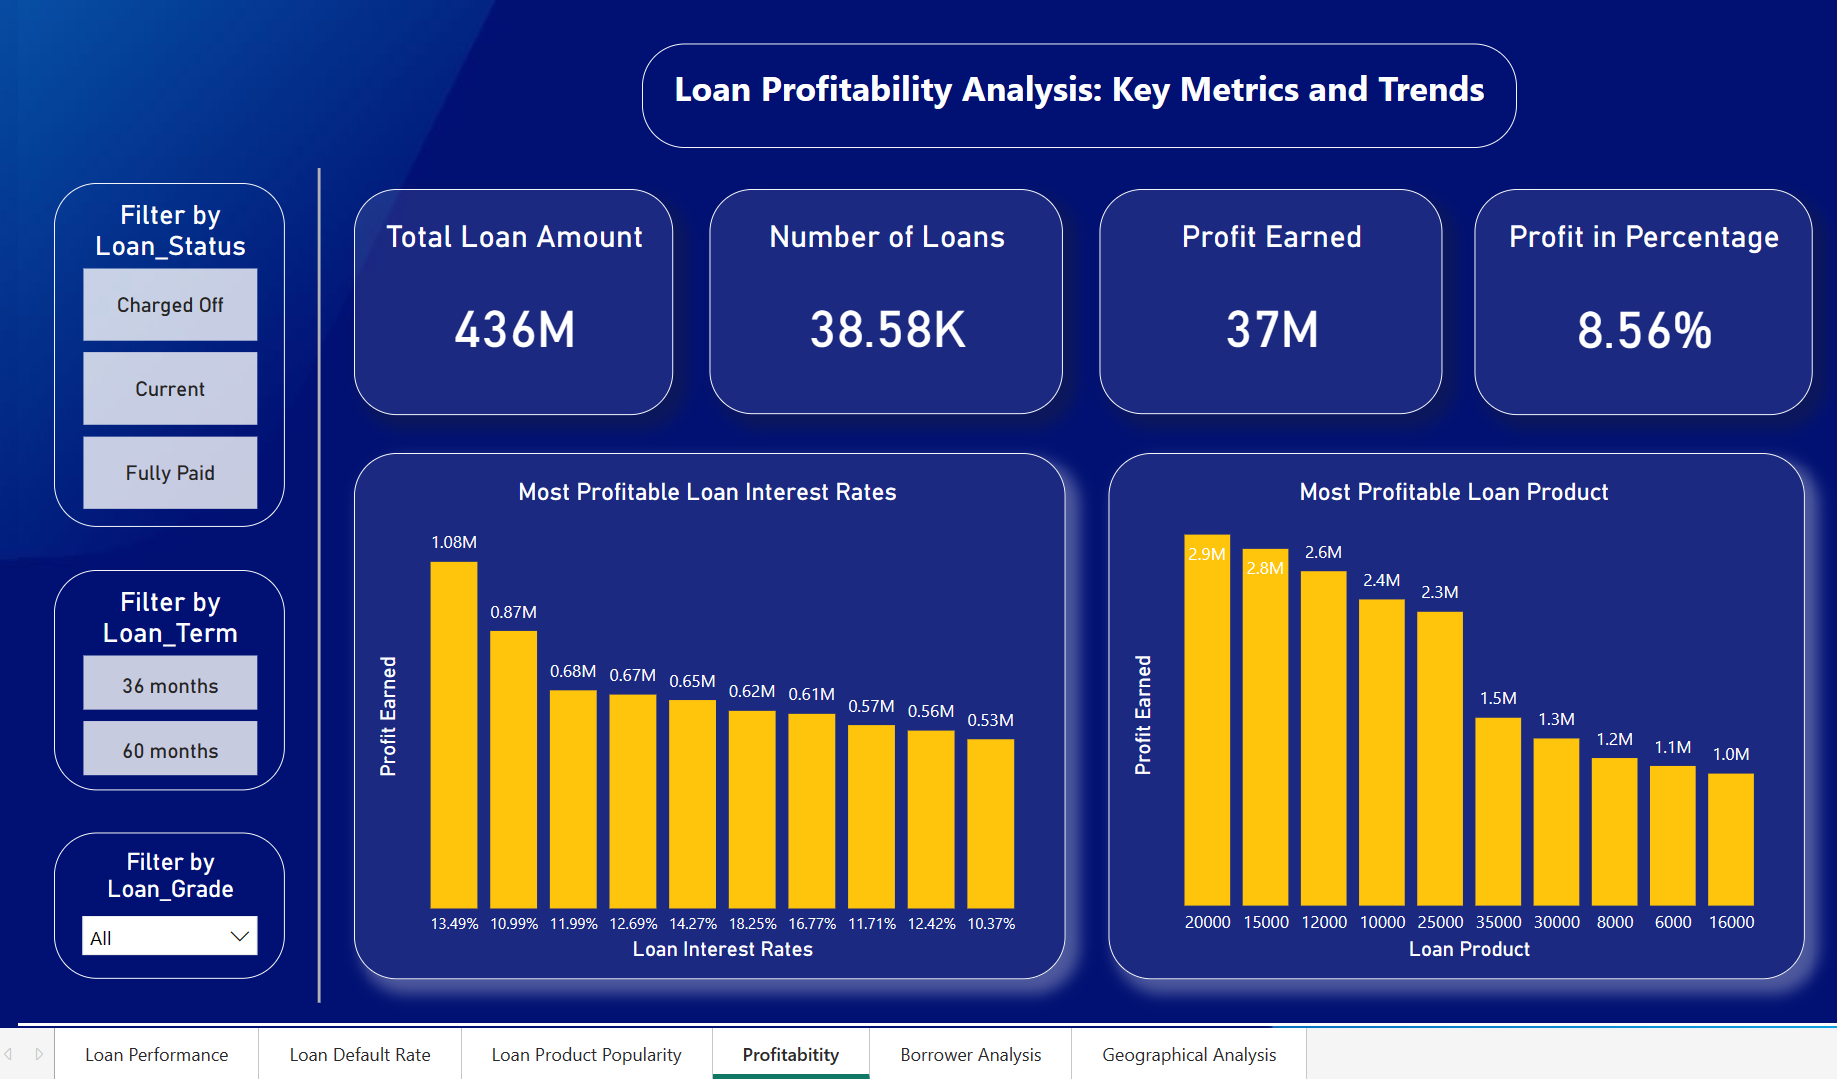 Loan Profitability Analysis: Key Metrics and Trends
Filter by
Loan_Status
Charged Off
Current
Fully Paid
Filter by
Loan_Term
36 months
60 months
Filter by
Loan_Grade
All
Total Loan Amount
436M
Number of Loans
38.58K
Profit Earned
37M
Profit in Percentage
8.56%
Most Profitable Loan Interest Rates
Profit Earned
1.08M 0.87M 0.68M 0.67M 0.65M 0.62M 0.61M 0.57M 0.56M 0.53M
13.49% 10.99% 11.99% 12.69% 14.27% 18.25% 16.77% 11.71% 12.42% 10.37%
Loan Interest Rates
Most Profitable Loan Product
Profit Earned
2.9M 2.8M 2.6M 2.4M 2.3M 1.5M 1.3M 1.2M 1.1M 1.0M
20000 15000 12000 10000 25000 35000 30000 8000 6000 16000
Loan Product
Loan Performance Loan Default Rate Loan Product Popularity Profitabitity Borrower Analysis Geographical Analysis